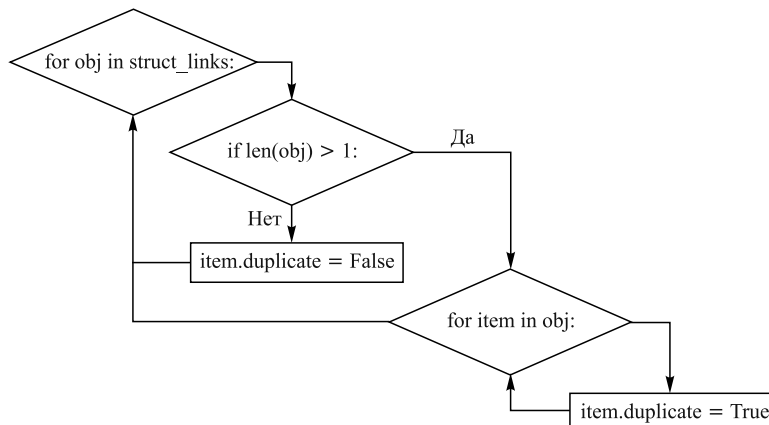 for obj in struct_links:
if len(obj) > 1:
Да
Нет
item.duplicate = False
for item in obj:
item.duplicate = True